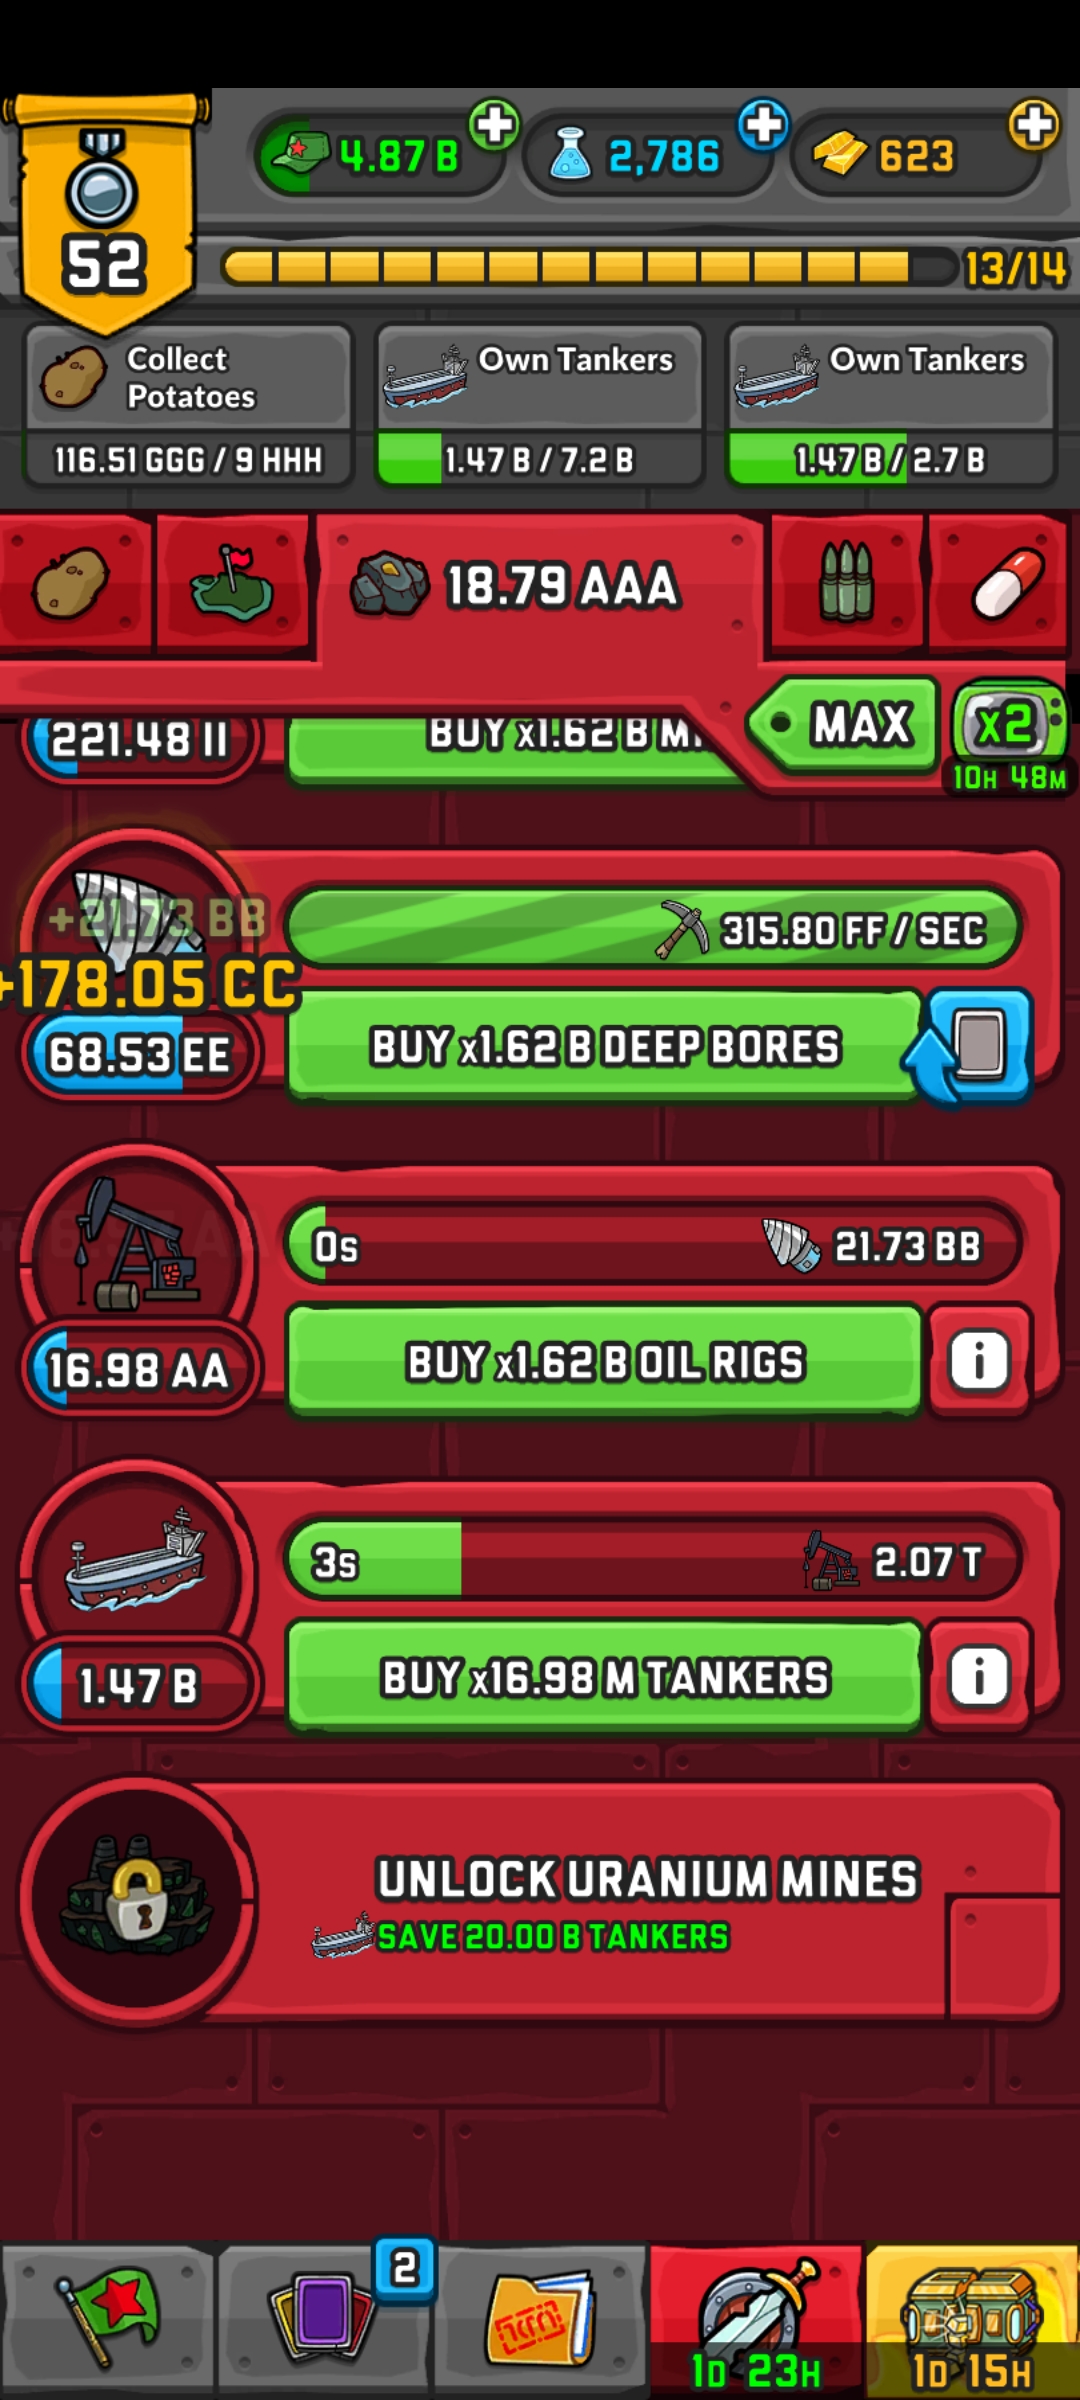 4.87 B
2,786
623
52
13/14
Collect
Potatoes
116.51 GGG / 9 HHH
Own Tankers
1.47 B / 7.2 B
Own Tankers
1.47 B / 2.7 B
18.79 AAA
MAX
x2
10H 48M
221.48 II
BUY x1.62 B
+21.73 BB
315.80 FF / SEC
+178.05 CC
68.53 EE
BUY x1.62 B DEEP BORES
0s
21.73 BB
16.98 AA
BUY x1.62 B OIL RIGS
i
3s
2.07 T
1.47 B
BUY x16.98 M TANKERS
i
UNLOCK URANIUM MINES
SAVE 20.00 B TANKERS
2
1D 23H
1D 15H